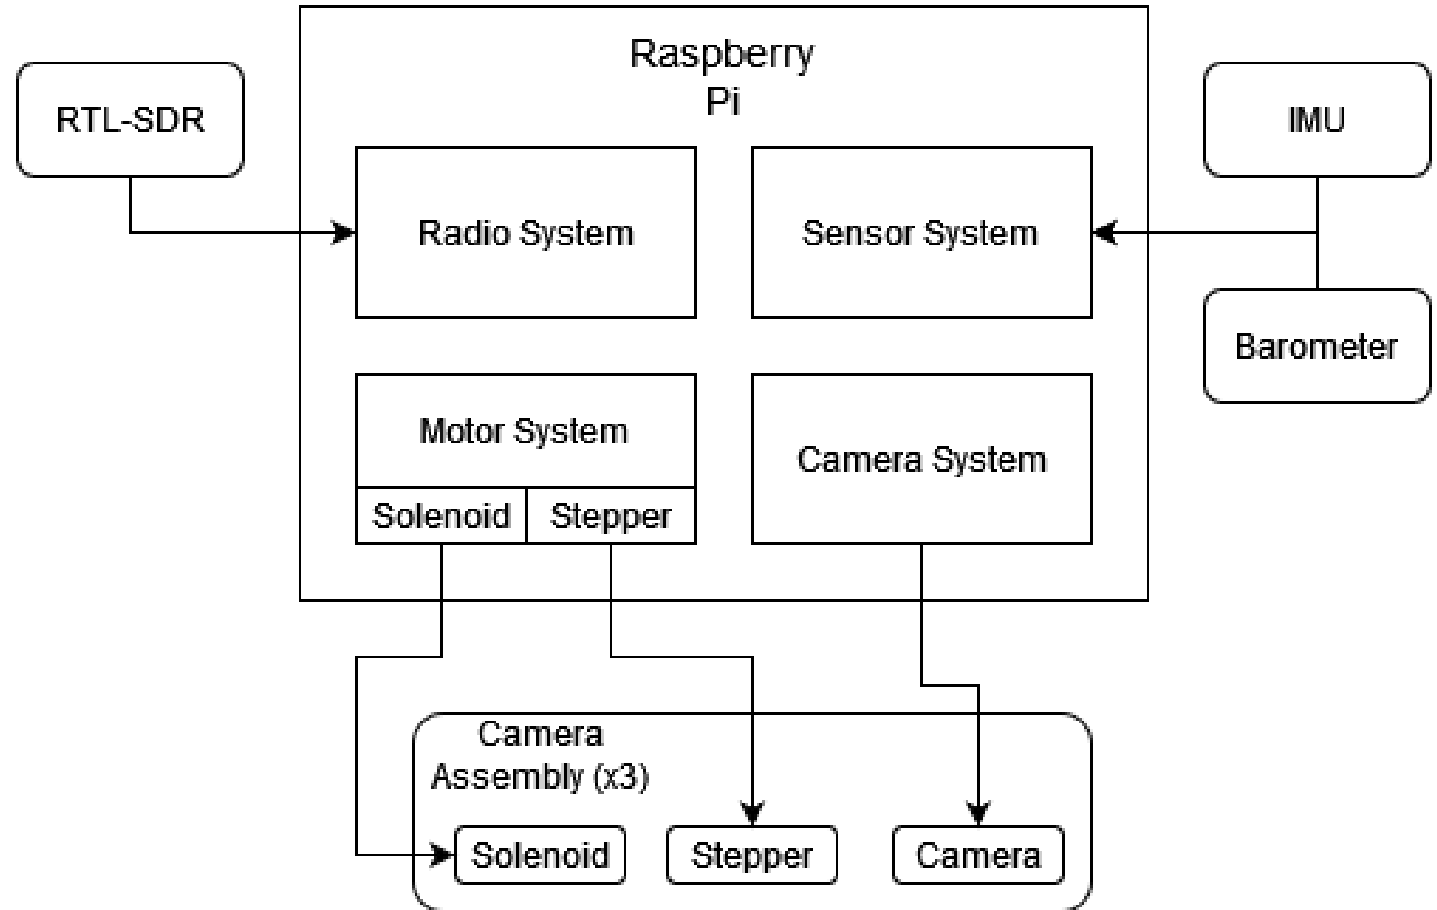 Raspberry
Pi
RTL-SDR
IMU
Radio System
Sensor System
Barometer
Motor System
Camera System
Solenoid
Stepper
Camera
Assembly (x3)
Solenoid
Stepper
Camera